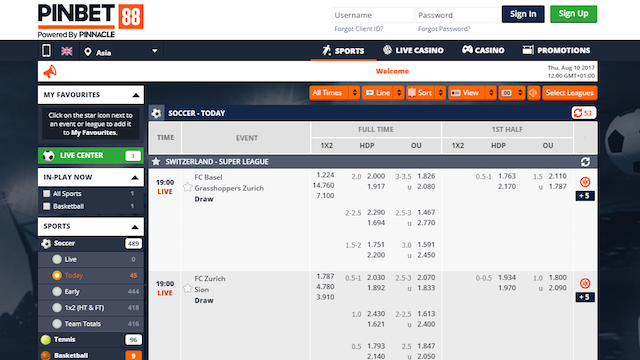 PINBET 88
Powered By PINNACLE
Username Password Sign In Sign Up
Forgot Client ID? Forgot Password?
Asia SPORTS LIVE CASINO CASINO PROMOTIONS
Welcome
Thu, Aug 10 2017
12:00 GMT+01:00
MY FAVOURITES
Click on the star icon next to
an event or league to add it
to My Favourites.
LIVE CENTER 3
IN-PLAY NOW
All Sports 1
Basketball 1
SPORTS
Soccer 489
Live 0
Today 45
Early 444
1x2 (HT & FT) 418
Team Totals 416
Tennis 96
Basketball 9
All Times Line Sort View Select Leagues
SOCCER - TODAY 53
TIME EVENT FULL TIME 1ST HALF
1X2 HDP OU 1X2 HDP OU
SWITZERLAND - SUPER LEAGUE
19:00 FC Basel 1.224 2.0 2.000 3-3.5 1.826 0.5-1 1.763 1.5 2.110
LIVE Grasshoppers Zurich 14.760 1.917 u 2.080 2.170 u 1.787
Draw 7.100 + 5
2-2.5 2.290 2.5-3 1.467
1.694 u 2.770
1.5-2 1.751 3.0 1.591
2.200 u 2.450
19:00 FC Zurich 1.787 0.5-1 2.030 2.5-3 2.070 0-0.5 1.934 1.0 1.800
LIVE Sion 4.780 1.892 u 1.833 1.970 u 2.090
Draw 3.910 + 5
1.0 2.430 2-2.5 1.613
1.621 u 2.400
0.5 1.793 2.5 1.847
2.140 u 2.050